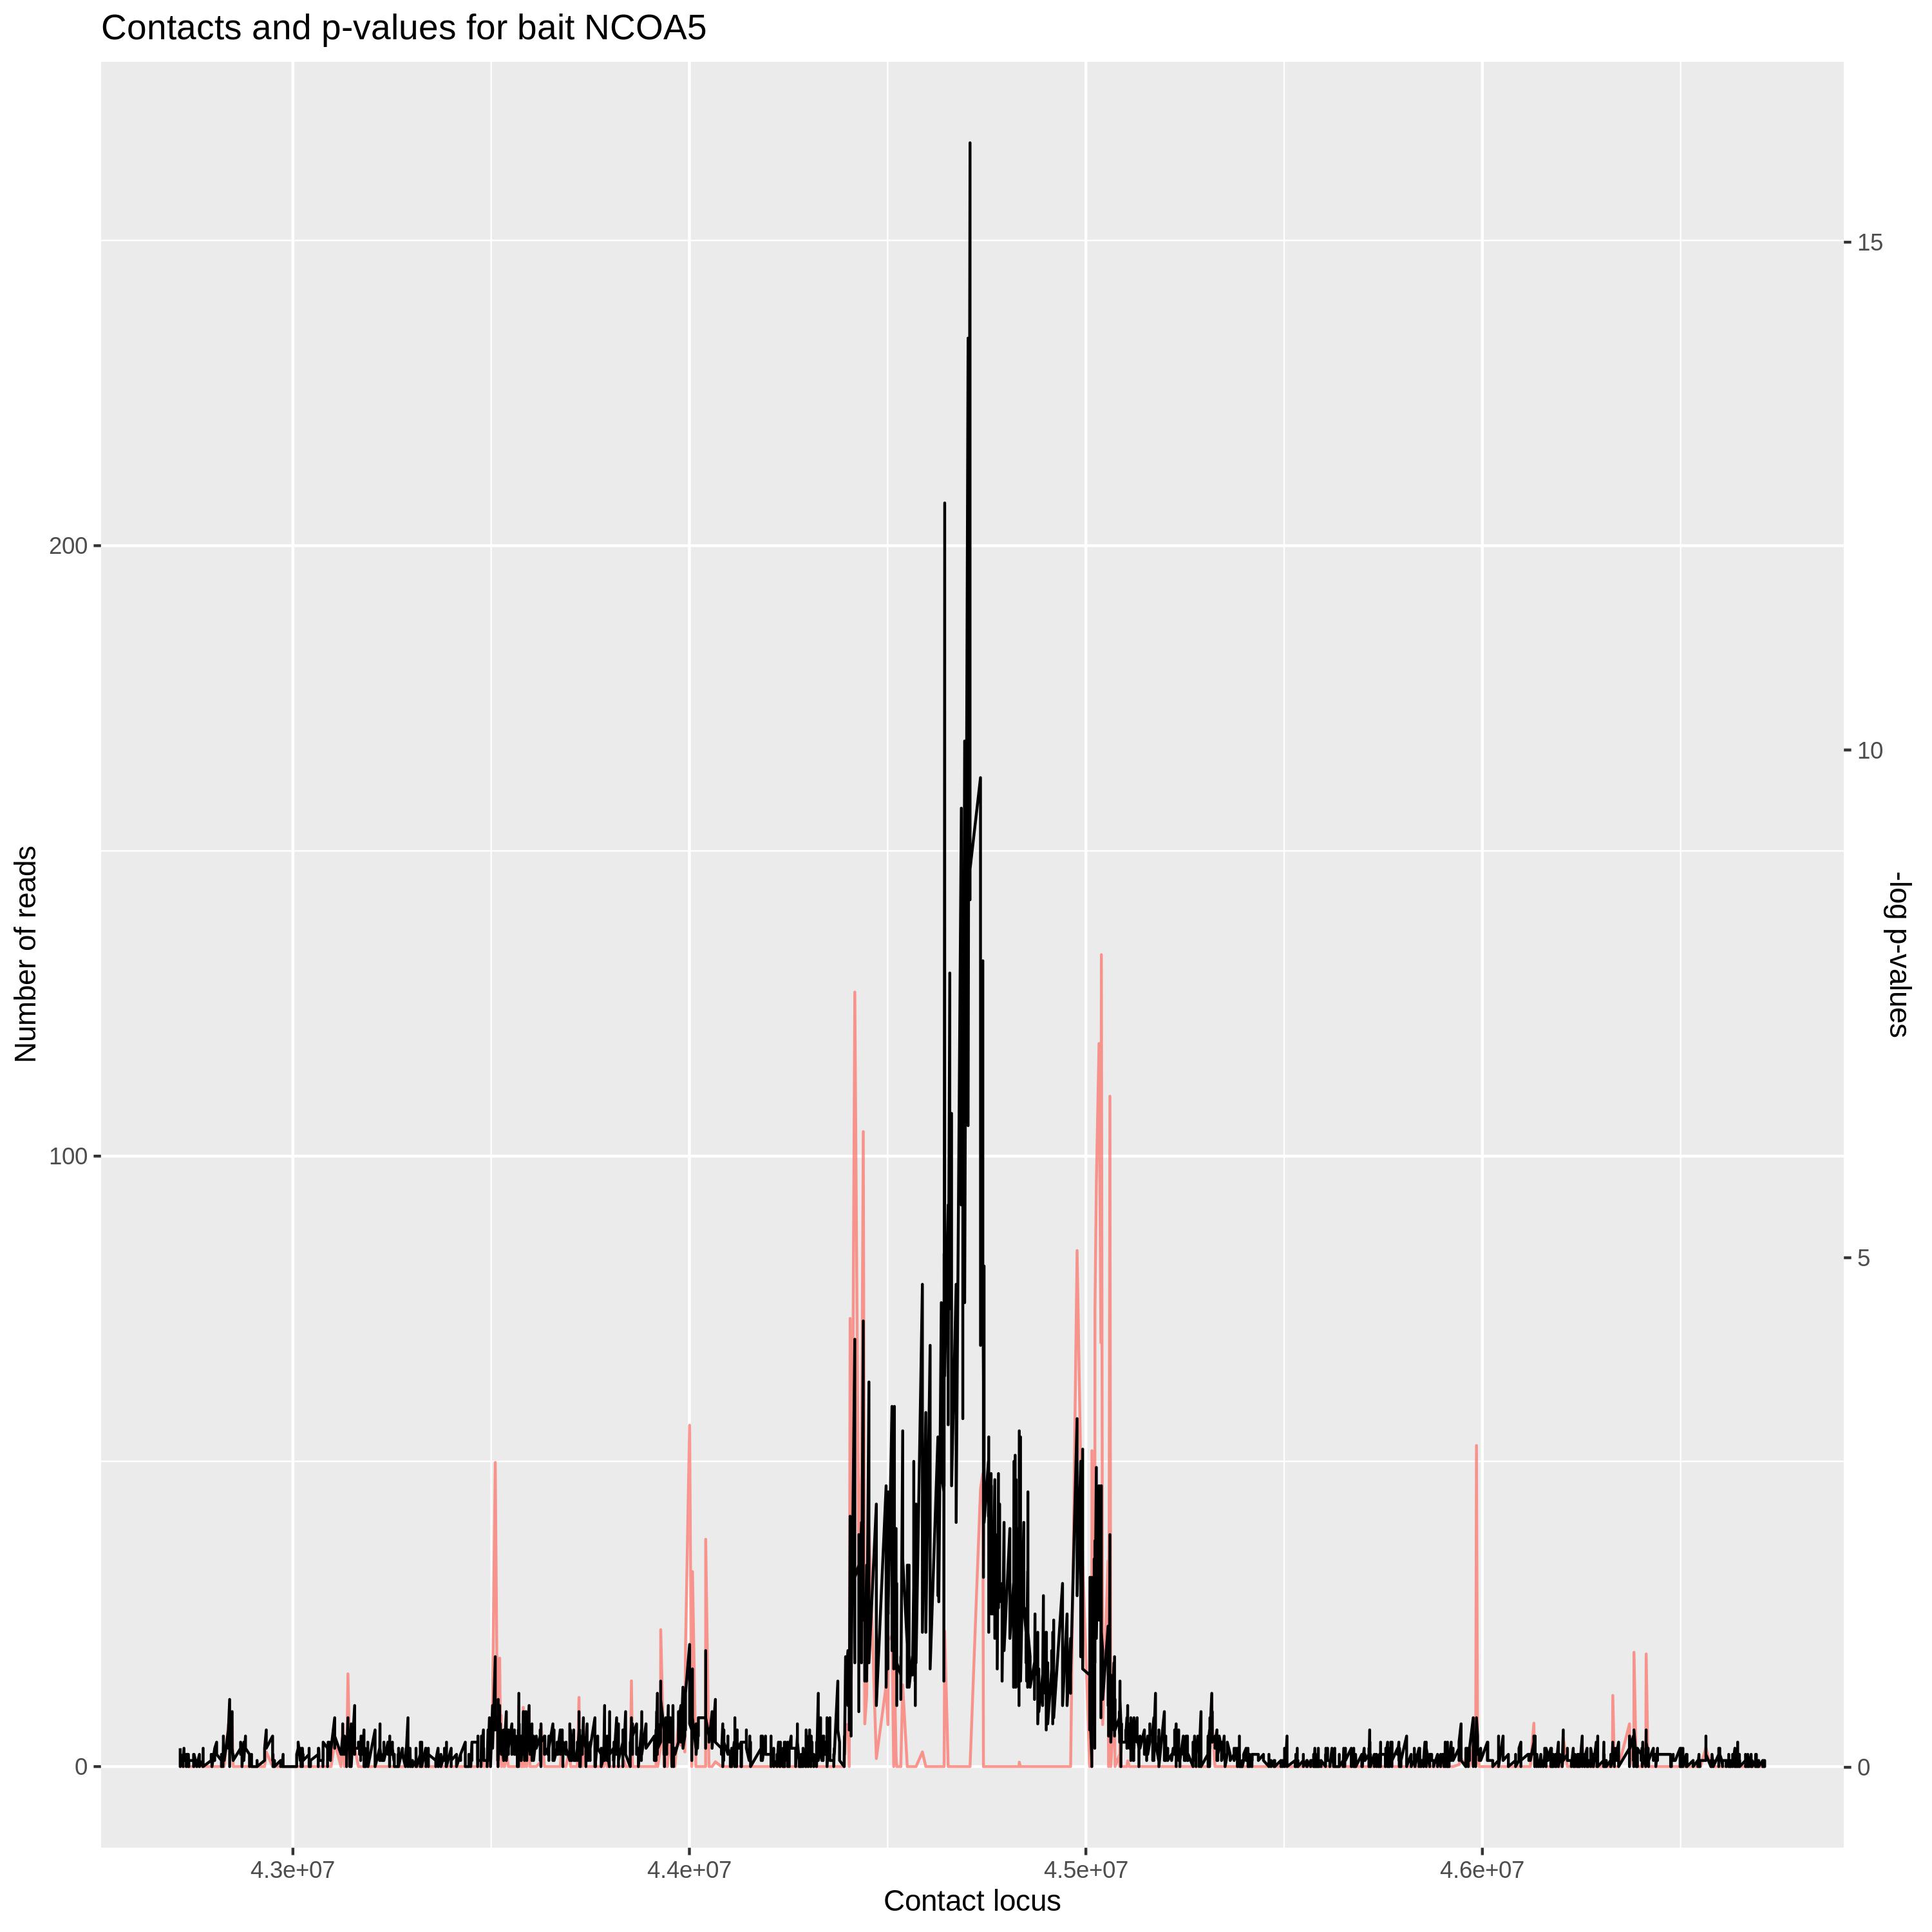 Contacts and p-values for bait NCOA5
15
200
10
Number of reads
-log p-values
100
5
0
0
4.3e+07
4.4e+07
4.5e+07
4.6e+07
Contact locus